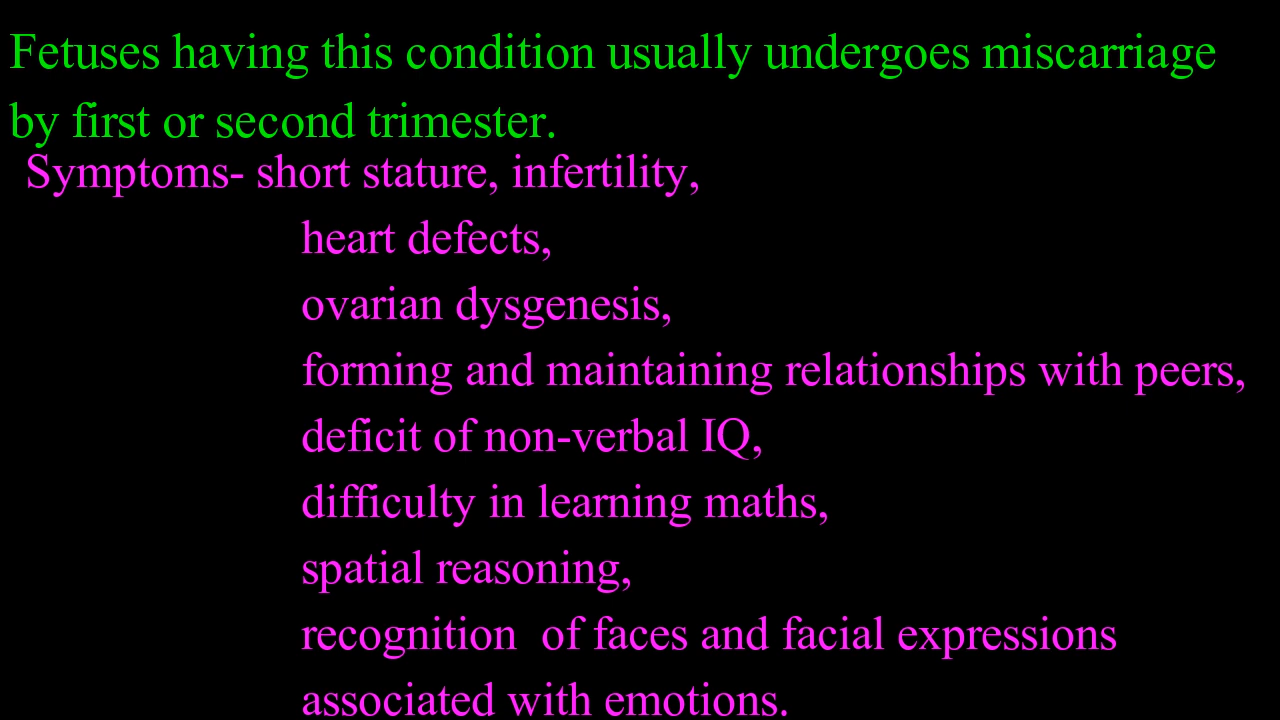 Fetuses having this condition usually undergoes miscarriage
by first or second trimester.
Symptoms- short stature, infertility,
heart defects,
ovarian dysgenesis,
forming and maintaining relationships with peers,
deficit of non-verbal IQ,
difficulty in learning maths,
spatial reasoning,
recognition  of faces and facial expressions
associated with emotions.